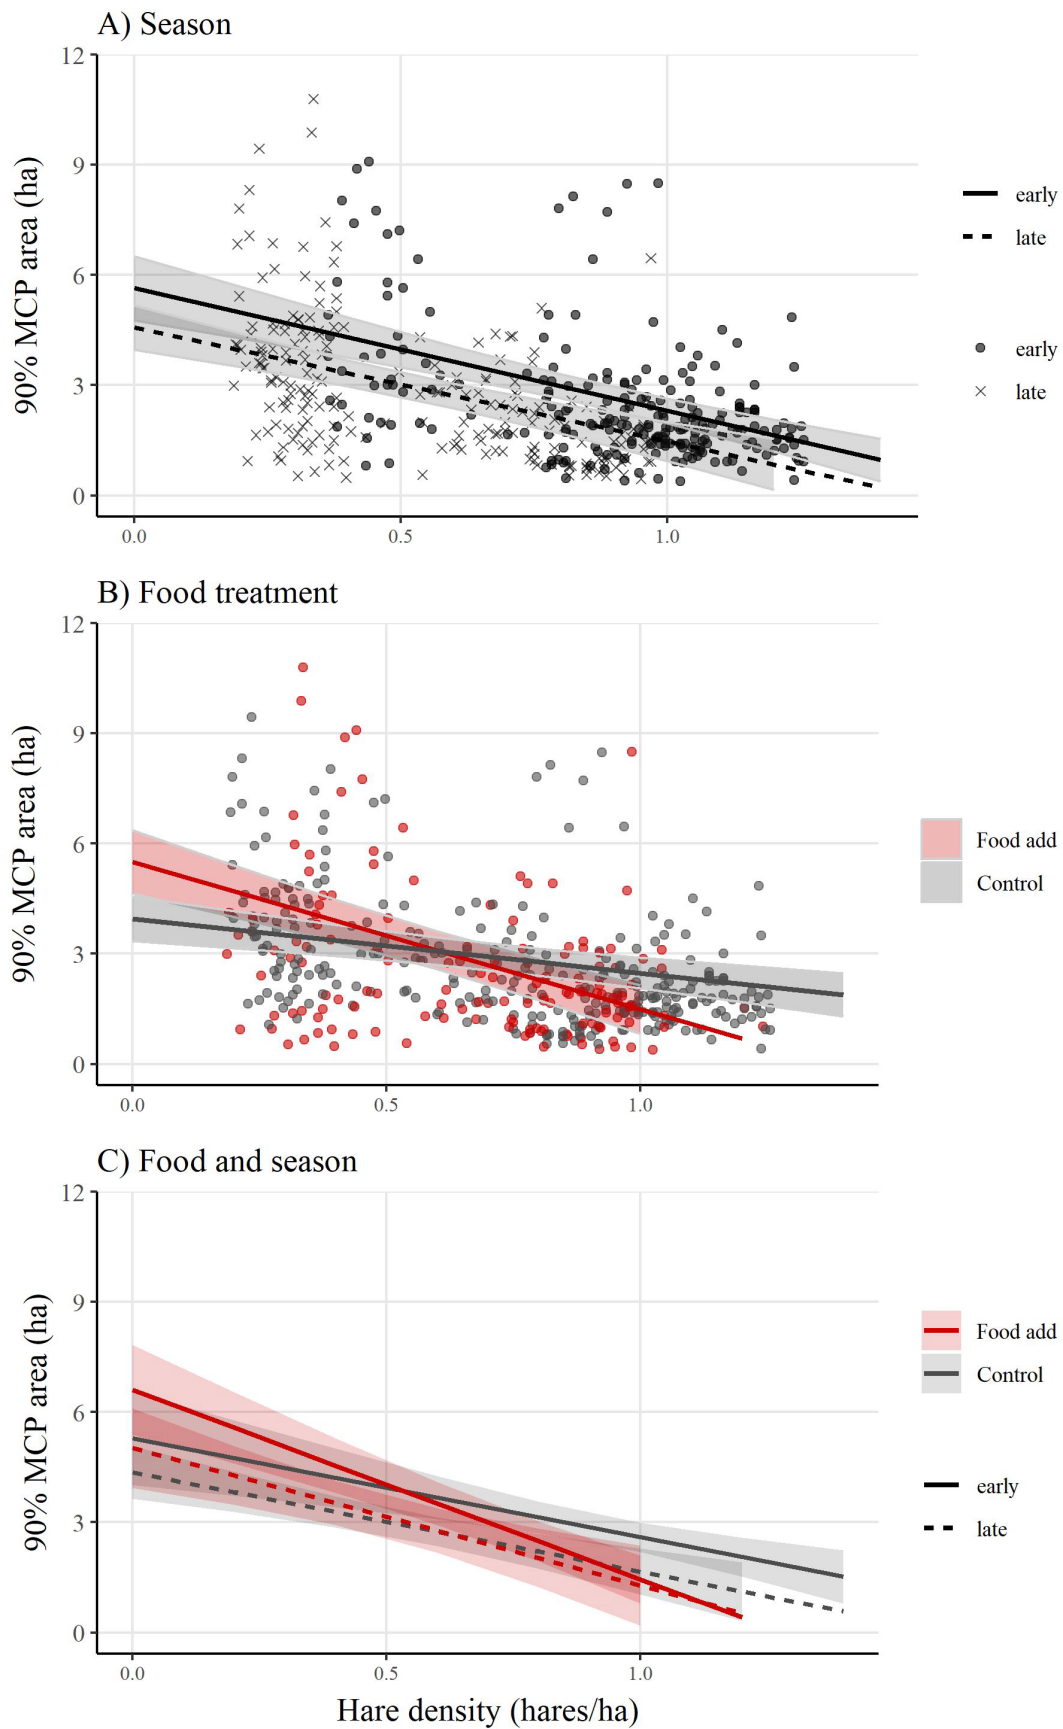 A) Season
12
9
6
3
0
90% MCP area (ha)
0.0 0.5 1.0
early
late
early
late
B) Food treatment
12
9
6
3
0
90% MCP area (ha)
0.0 0.5 1.0
Food add
Control
C) Food and season
12
9
6
3
0
90% MCP area (ha)
0.0 0.5 1.0
Hare density (hares/ha)
Food add
Control
early
late